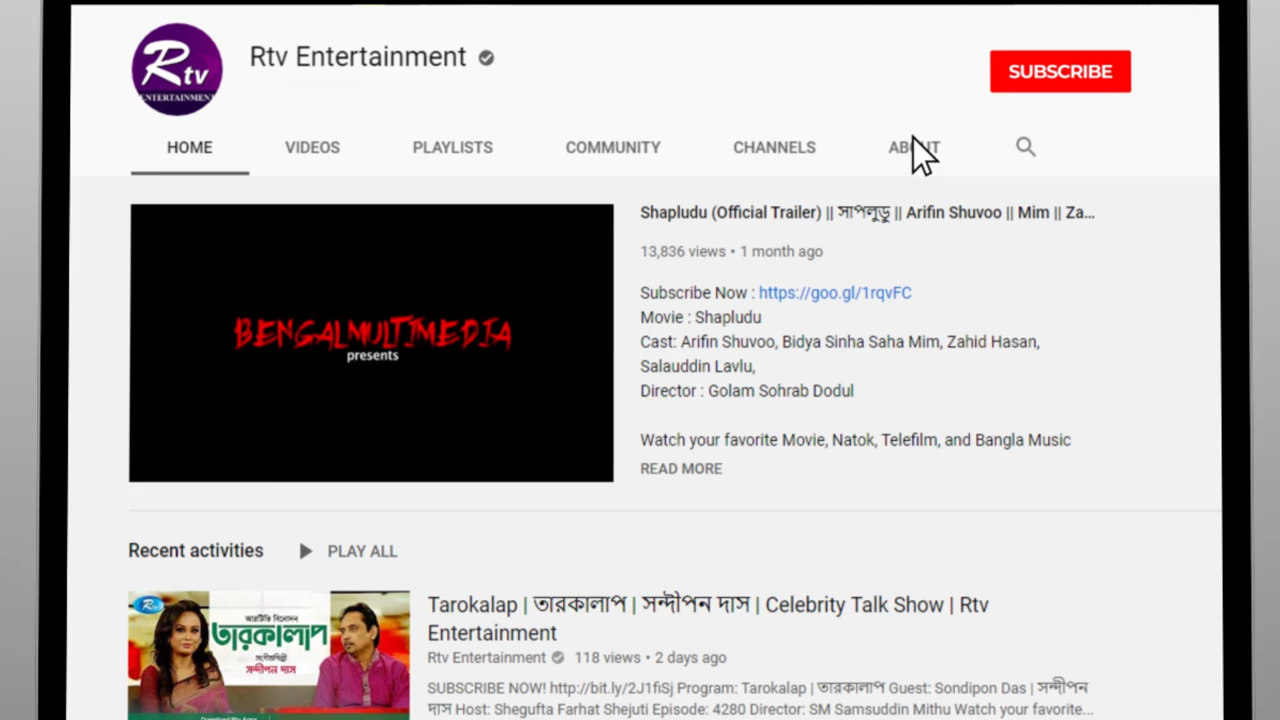 Rtv
ENTERTAINMENT
Rtv Entertainment
SUBSCRIBE
HOME
VIDEOS
PLAYLISTS
COMMUNITY
CHANNELS
ABOUT
Shapludu (Official Trailer) || সাপলুডু || Arifin Shuvoo || Mim || Za...
13,836 views • 1 month ago
Subscribe Now : https://goo.gl/1rqvFC
Movie : Shapludu
Cast: Arifin Shuvoo, Bidya Sinha Saha Mim, Zahid Hasan,
Salauddin Lavlu,
Director : Golam Sohrab Dodul
Watch your favorite Movie, Natok, Telefilm, and Bangla Music
READ MORE
BENGALMULTIMEDIA
presents
Recent activities
PLAY ALL
Rtv
আরটিভি বিনোদন
তারকালাপ
সংগীতশিল্পী
সন্দীপন দাস
Tarokalap | তারকালাপ | সন্দীপন দাস | Celebrity Talk Show | Rtv
Entertainment
Rtv Entertainment 118 views • 2 days ago
SUBSCRIBE NOW! http://bit.ly/2J1fiSj Program: Tarokalap | তারকালাপ Guest: Sondipon Das | সন্দীপন
দাস Host: Shegufta Farhat Shejuti Episode: 4280 Director: SM Samsuddin Mithu Watch your favorite...